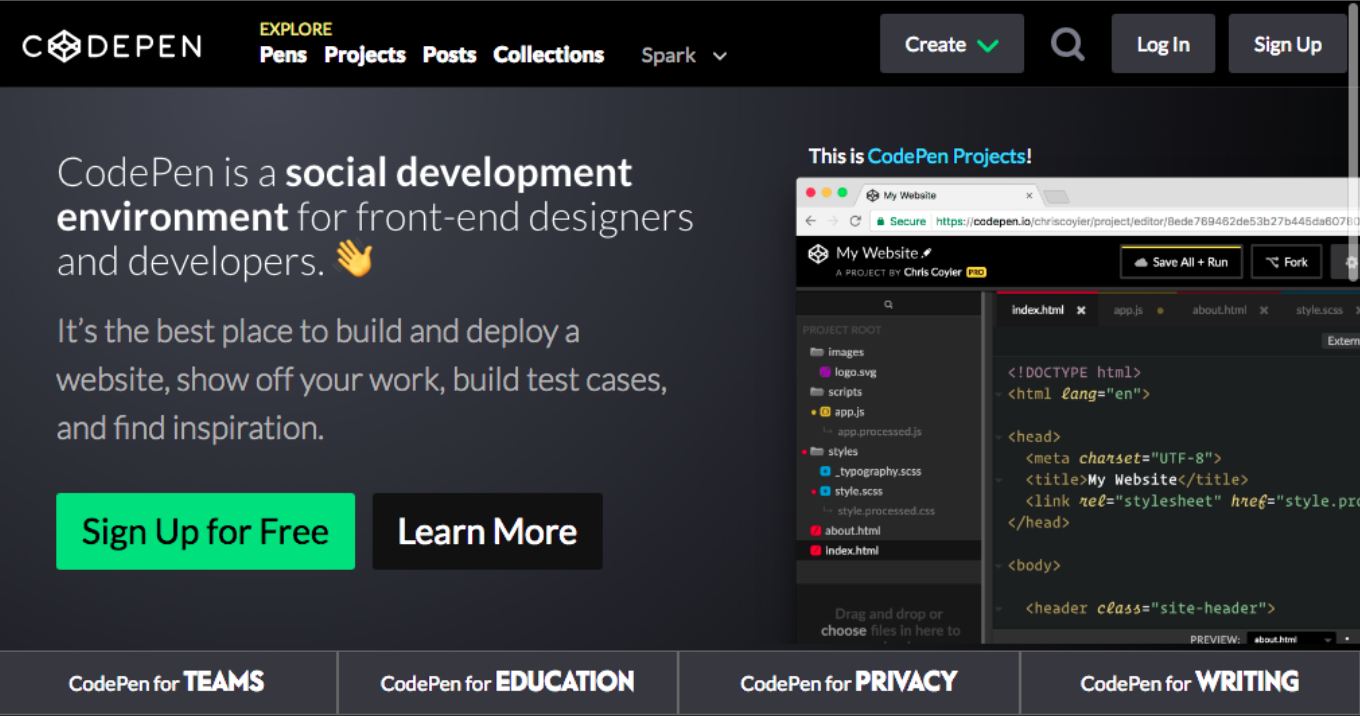 CODEPEN
EXPLORE
Pens Projects Posts Collections Spark
Create
Log In
Sign Up
CodePen is a social development
environment for front-end designers
and developers. 👋
It's the best place to build and deploy a
website, show off your work, build test cases,
and find inspiration.
Sign Up for Free
Learn More
This is CodePen Projects!
My Website
Secure https://codepen.io/chriscoyier/project/editor/8ede769462de53b27b445da60780
My Website
A PROJECT BY Chris Coyier PRO
Save All + Run
Fork
PROJECT ROOT
images
logo.svg
scripts
app.js
app.processed.js
styles
_typography.scss
style.scss
style.processed.css
about.html
index.html
Drag and drop or
choose files in here to
index.html app.js about.html style.scss
Extern
<!DOCTYPE html>
<html lang="en">
<head>
<meta charset="UTF-8">
<title>My Website</title>
<link rel="stylesheet" href="style.pro
</head>
<body>
<header class="site-header">
PREVIEW: about.html
CodePen for TEAMS
CodePen for EDUCATION
CodePen for PRIVACY
CodePen for WRITING